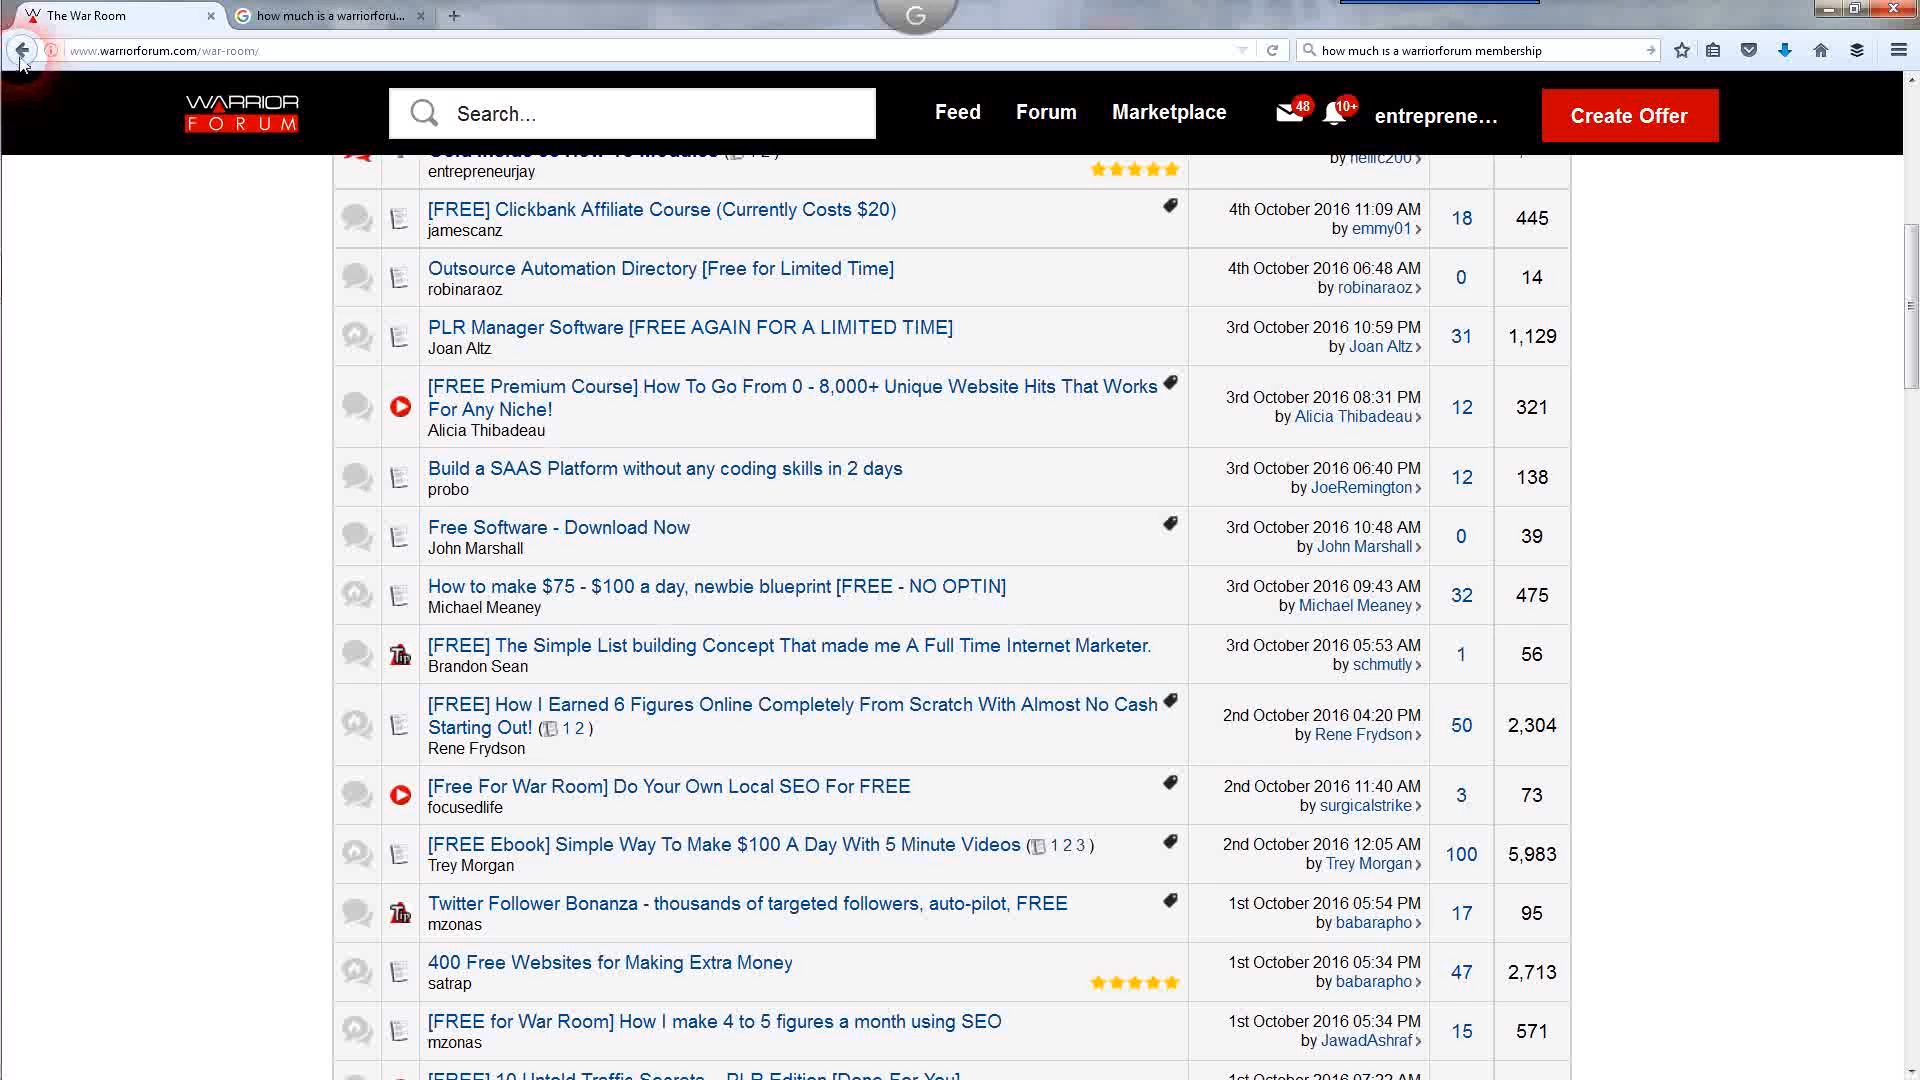 The War Room
how much is a warriorforu...
www.warriorforum.com/war-room/
how much is a warriorforum membership
WARRIOR
FORUM
Search...
Feed
Forum
Marketplace
48
10+
entreprene...
Create Offer
entrepreneurjay
by neilfc200
[FREE] Clickbank Affiliate Course (Currently Costs $20)
jamescanz
4th October 2016 11:09 AM
by emmy01
18
445
Outsource Automation Directory [Free for Limited Time]
robinaraoz
4th October 2016 06:48 AM
by robinaraoz
0
14
PLR Manager Software [FREE AGAIN FOR A LIMITED TIME]
Joan Altz
3rd October 2016 10:59 PM
by Joan Altz
31
1,129
[FREE Premium Course] How To Go From 0 - 8,000+ Unique Website Hits That Works
For Any Niche!
Alicia Thibadeau
3rd October 2016 08:31 PM
by Alicia Thibadeau
12
321
Build a SAAS Platform without any coding skills in 2 days
probo
3rd October 2016 06:40 PM
by JoeRemington
12
138
Free Software - Download Now
John Marshall
3rd October 2016 10:48 AM
by John Marshall
0
39
How to make $75 - $100 a day, newbie blueprint [FREE - NO OPTIN]
Michael Meaney
3rd October 2016 09:43 AM
by Michael Meaney
32
475
[FREE] The Simple List building Concept That made me A Full Time Internet Marketer.
Brandon Sean
3rd October 2016 05:53 AM
by schmutly
1
56
[FREE] How I Earned 6 Figures Online Completely From Scratch With Almost No Cash
Starting Out! ( 1 2 )
Rene Frydson
2nd October 2016 04:20 PM
by Rene Frydson
50
2,304
[Free For War Room] Do Your Own Local SEO For FREE
focusedlife
2nd October 2016 11:40 AM
by surgicalstrike
3
73
[FREE Ebook] Simple Way To Make $100 A Day With 5 Minute Videos ( 1 2 3 )
Trey Morgan
2nd October 2016 12:05 AM
by Trey Morgan
100
5,983
Twitter Follower Bonanza - thousands of targeted followers, auto-pilot, FREE
mzonas
1st October 2016 05:54 PM
by babarapho
17
95
400 Free Websites for Making Extra Money
satrap
1st October 2016 05:34 PM
by babarapho
47
2,713
[FREE for War Room] How I make 4 to 5 figures a month using SEO
mzonas
1st October 2016 05:34 PM
by JawadAshraf
15
571
[FREE] 10 Untold Traffic Secrets - PLR Edition [Done For You]
1st October 2016 07:22 AM